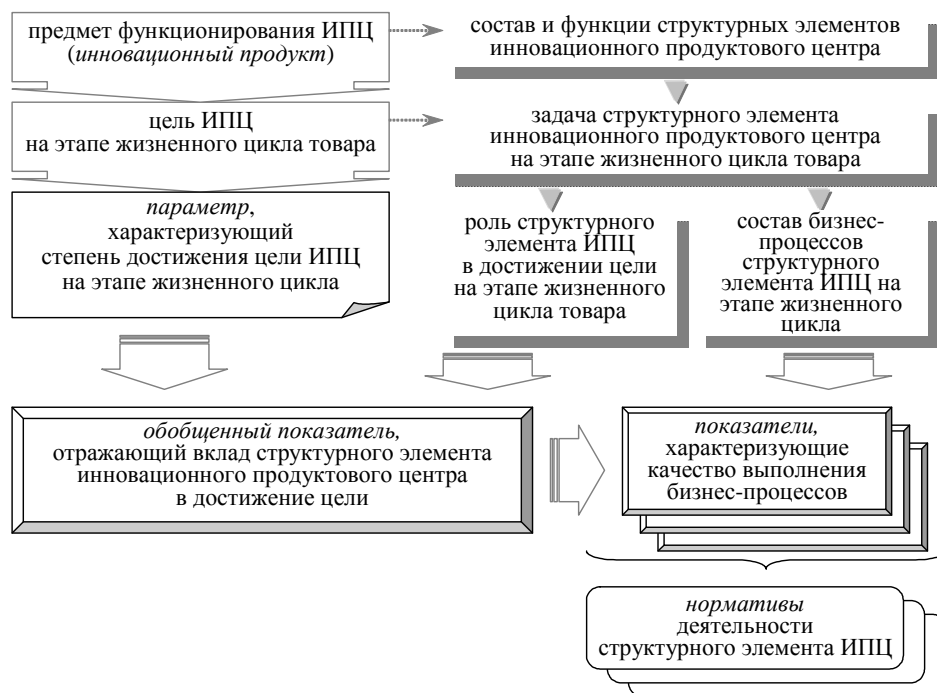 предмет функционирования ИПЦ
(инновационный продукт)
состав и функции структурных элементов
инновационного продуктового центра
цель ИПЦ
на этапе жизненного цикла товара
задача структурного элемента
инновационного продуктового центра
на этапе жизненного цикла товара
параметр,
характеризующий
степень достижения цели ИПЦ
на этапе жизненного цикла
роль структурного
элемента ИПЦ
в достижении цели
на этапе жизненного
цикла товара
состав бизнес-
процессов
структурного
элемента ИПЦ на
этапе жизненного
цикла
обобщенный показатель,
отражающий вклад структурного элемента
инновационного продуктового центра
в достижение цели
показатели,
характеризующие
качество выполнения
бизнес-процессов
нормативы
деятельности
структурного элемента ИПЦ